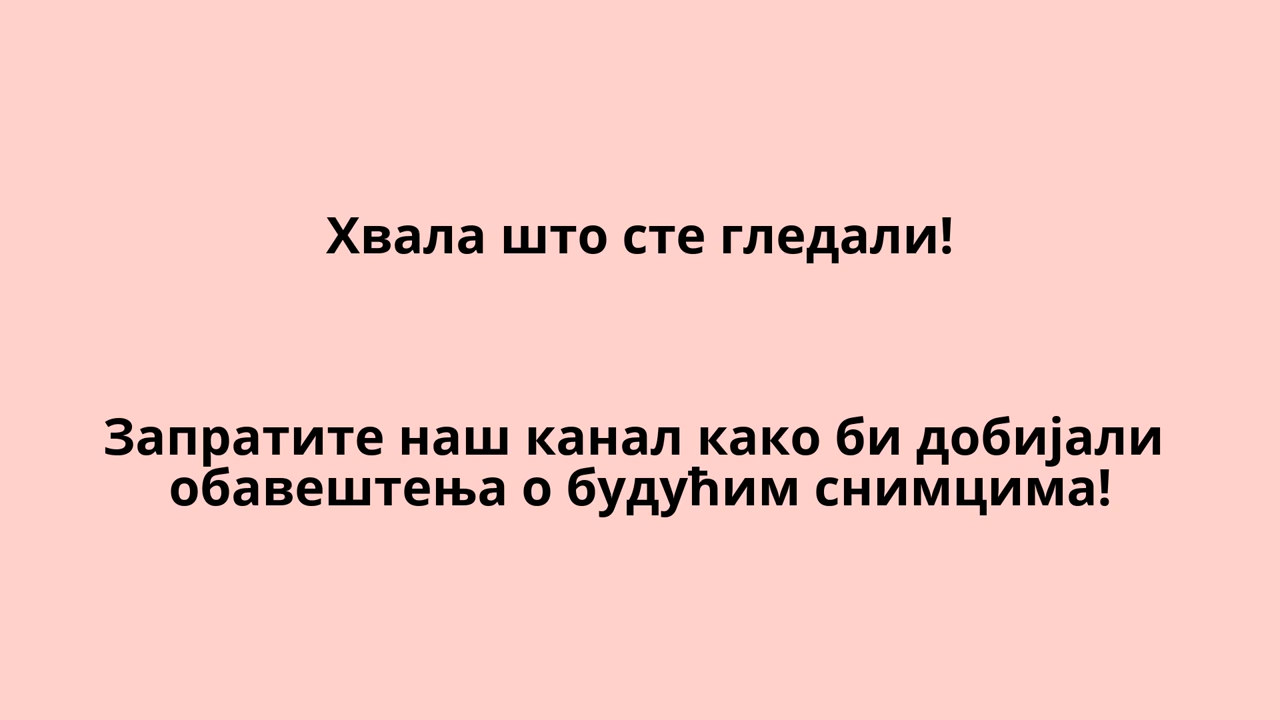 Хвала што сте гледали!
Запратите наш канал како би добијали
обавештења о будућим снимцима!